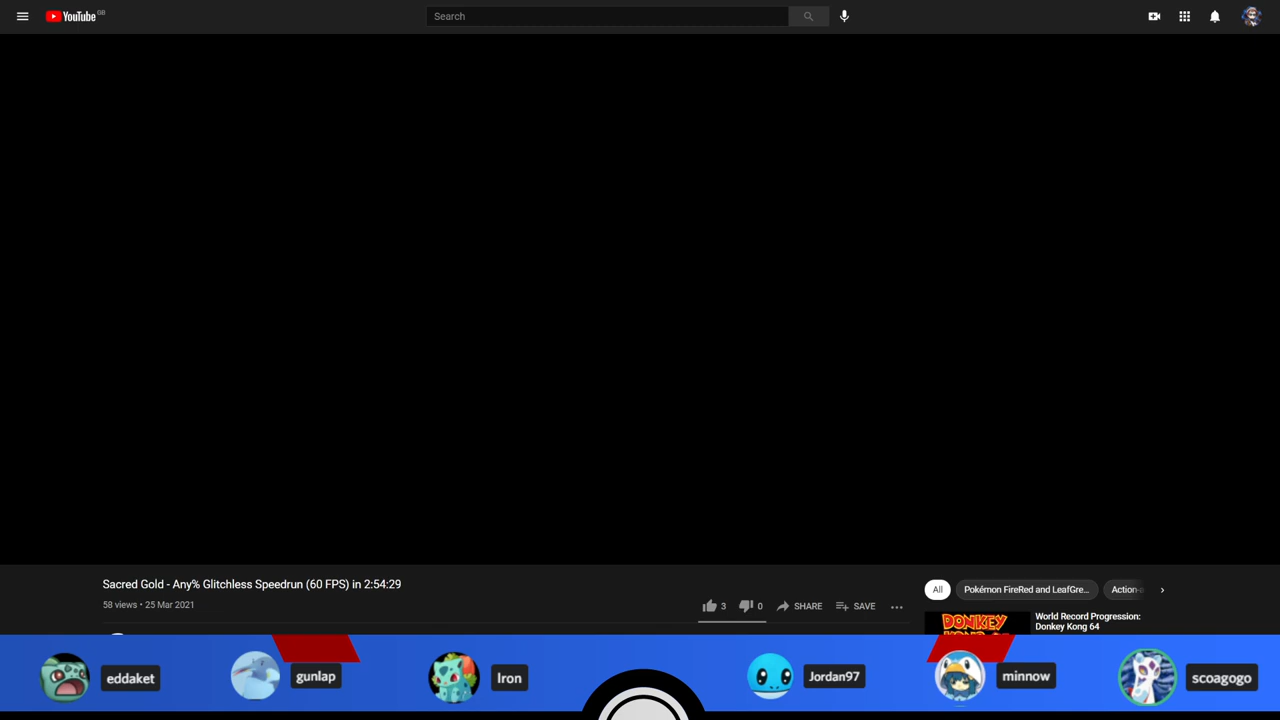 YouTube GB
Search
Sacred Gold - Any% Glitchless Speedrun (60 FPS) in 2:54:29
58 views • 25 Mar 2021
3
0
SHARE
SAVE
All
Pokémon FireRed and LeafGre...
Action-
DONKEY
World Record Progression:
Donkey Kong 64
eddaket
gunlap
Iron
Jordan97
minnow
scoagogo